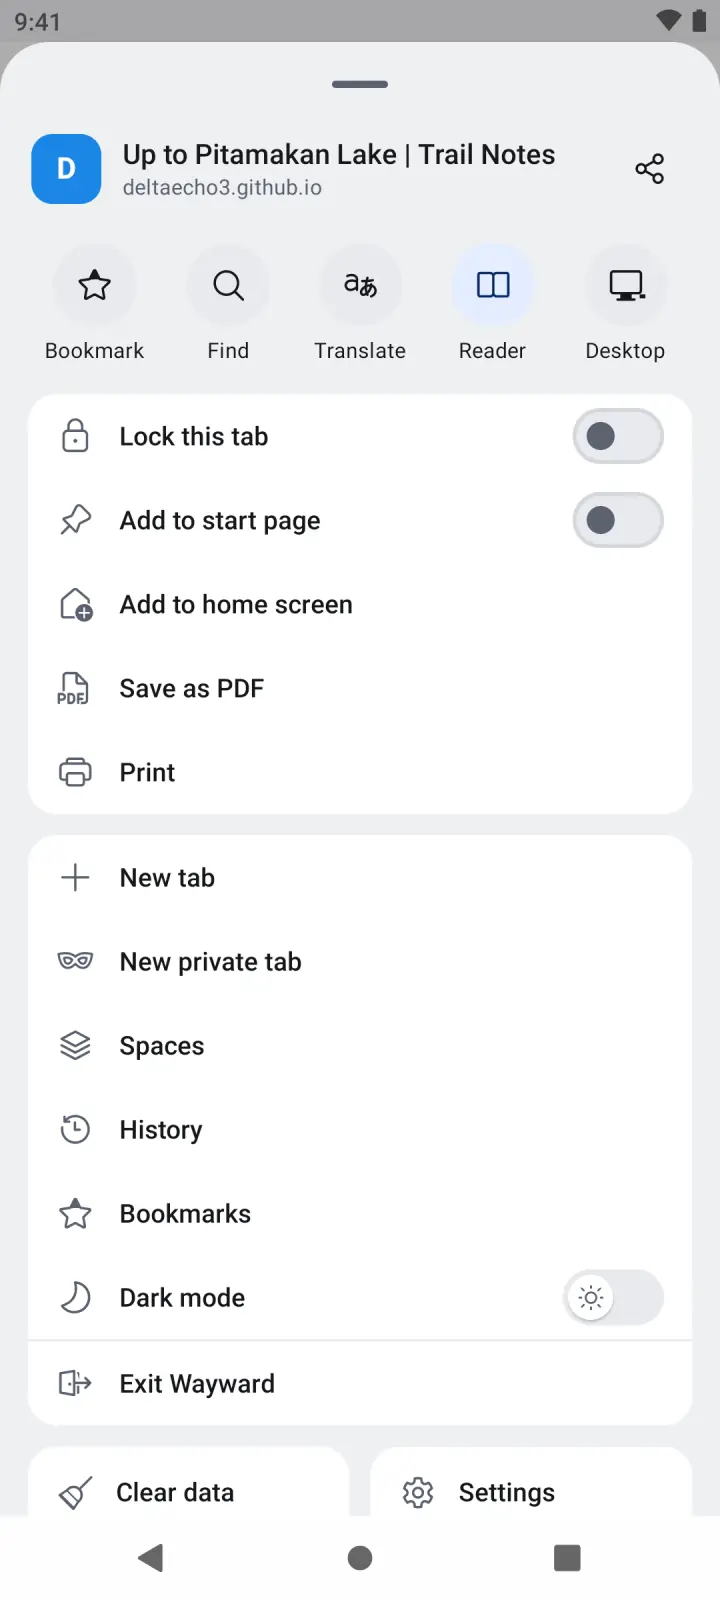 9:41
D
Up to Pitamakan Lake | Trail Notes
deltaecho3.github.io
aあ
Bookmark
Find
Translate
Reader
Desktop
Lock this tab
Add to start page
Add to home screen
PDF
Save as PDF
Print
New tab
New private tab
Spaces
History
Bookmarks
Dark mode
Exit Wayward
Clear data
Settings